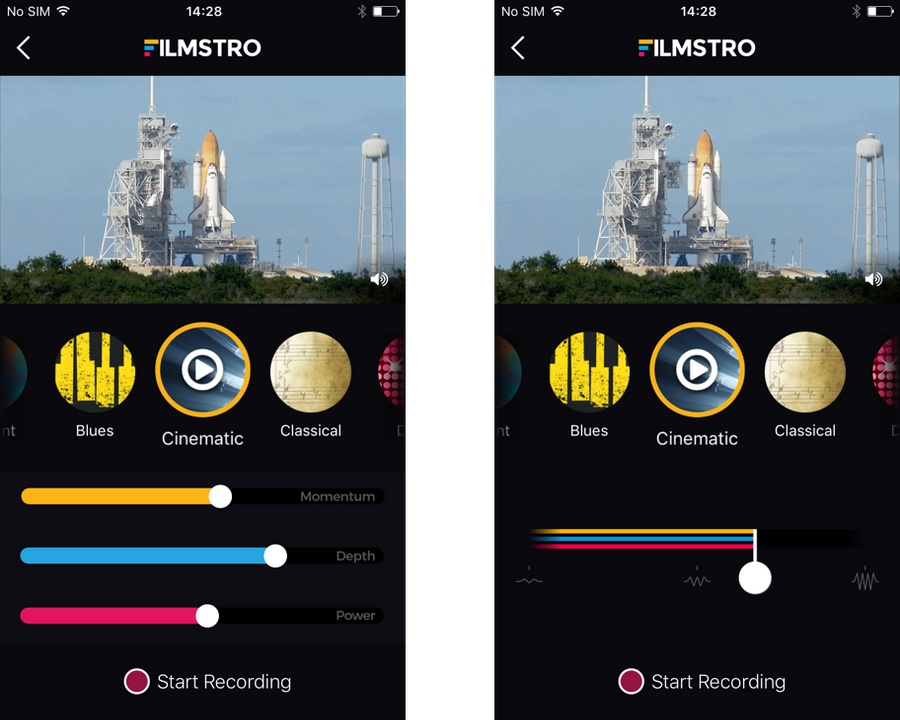 No SIM 14:28
FILMSTRO
nt Blues Cinematic Classical
Momentum
Depth
Power
Start Recording
No SIM 14:28
FILMSTRO
nt Blues Cinematic Classical
Start Recording